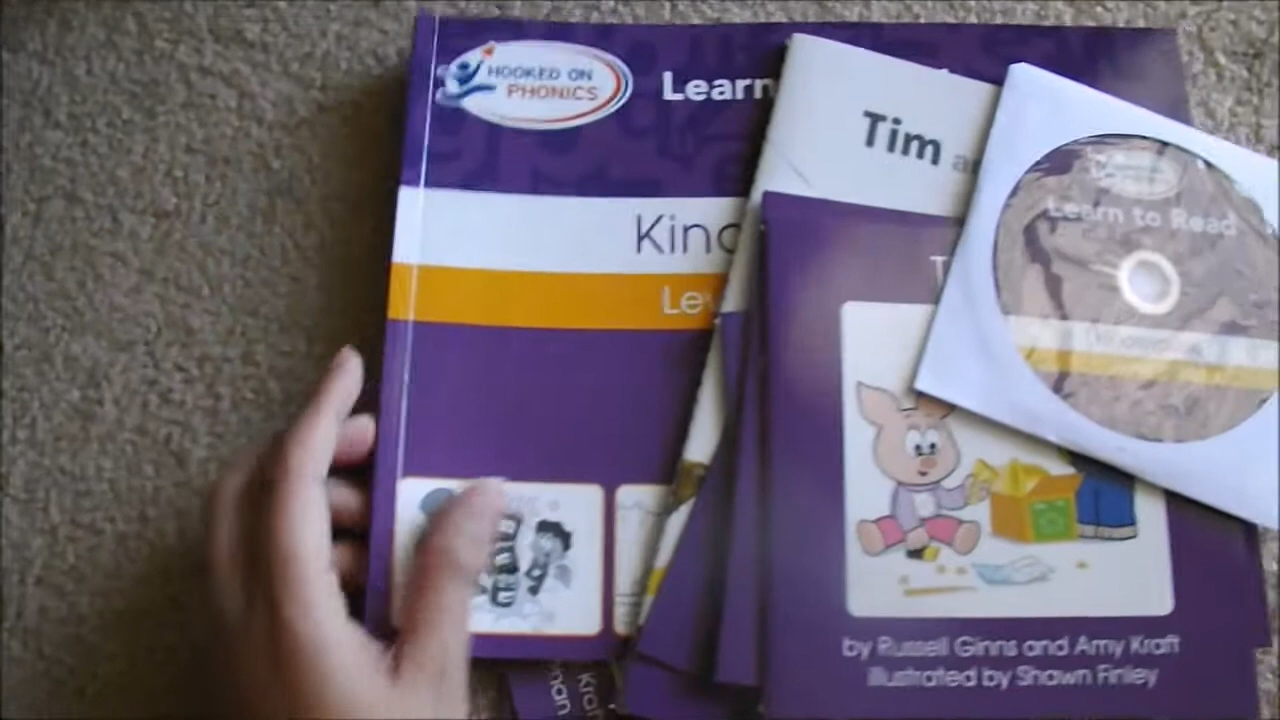 HOOKED ON
PHONICS
Learn
Kind
Lev
Tim
Learn to Read
T
by Russell Ginns and Amy Kraft
illustrated by Shawn Finley